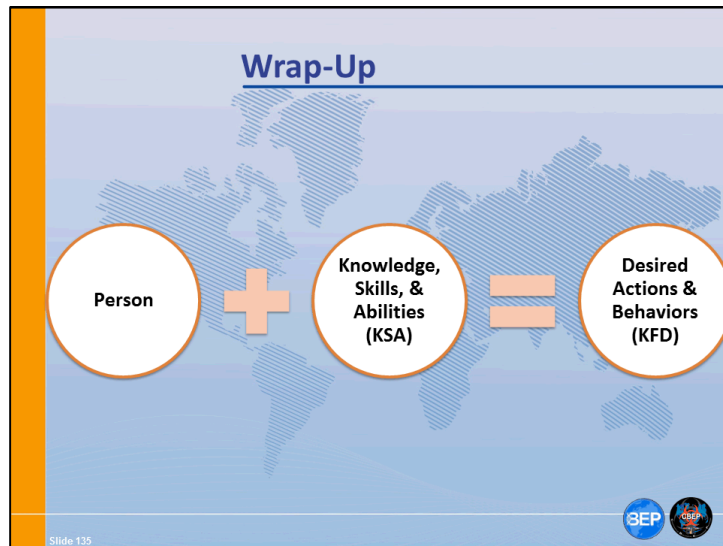 Wrap-Up
Person
Knowledge,
Skills, &
Abilities
(KSA)
Desired
Actions &
Behaviors
(KFD)
Slide 135
BEP
CBEP